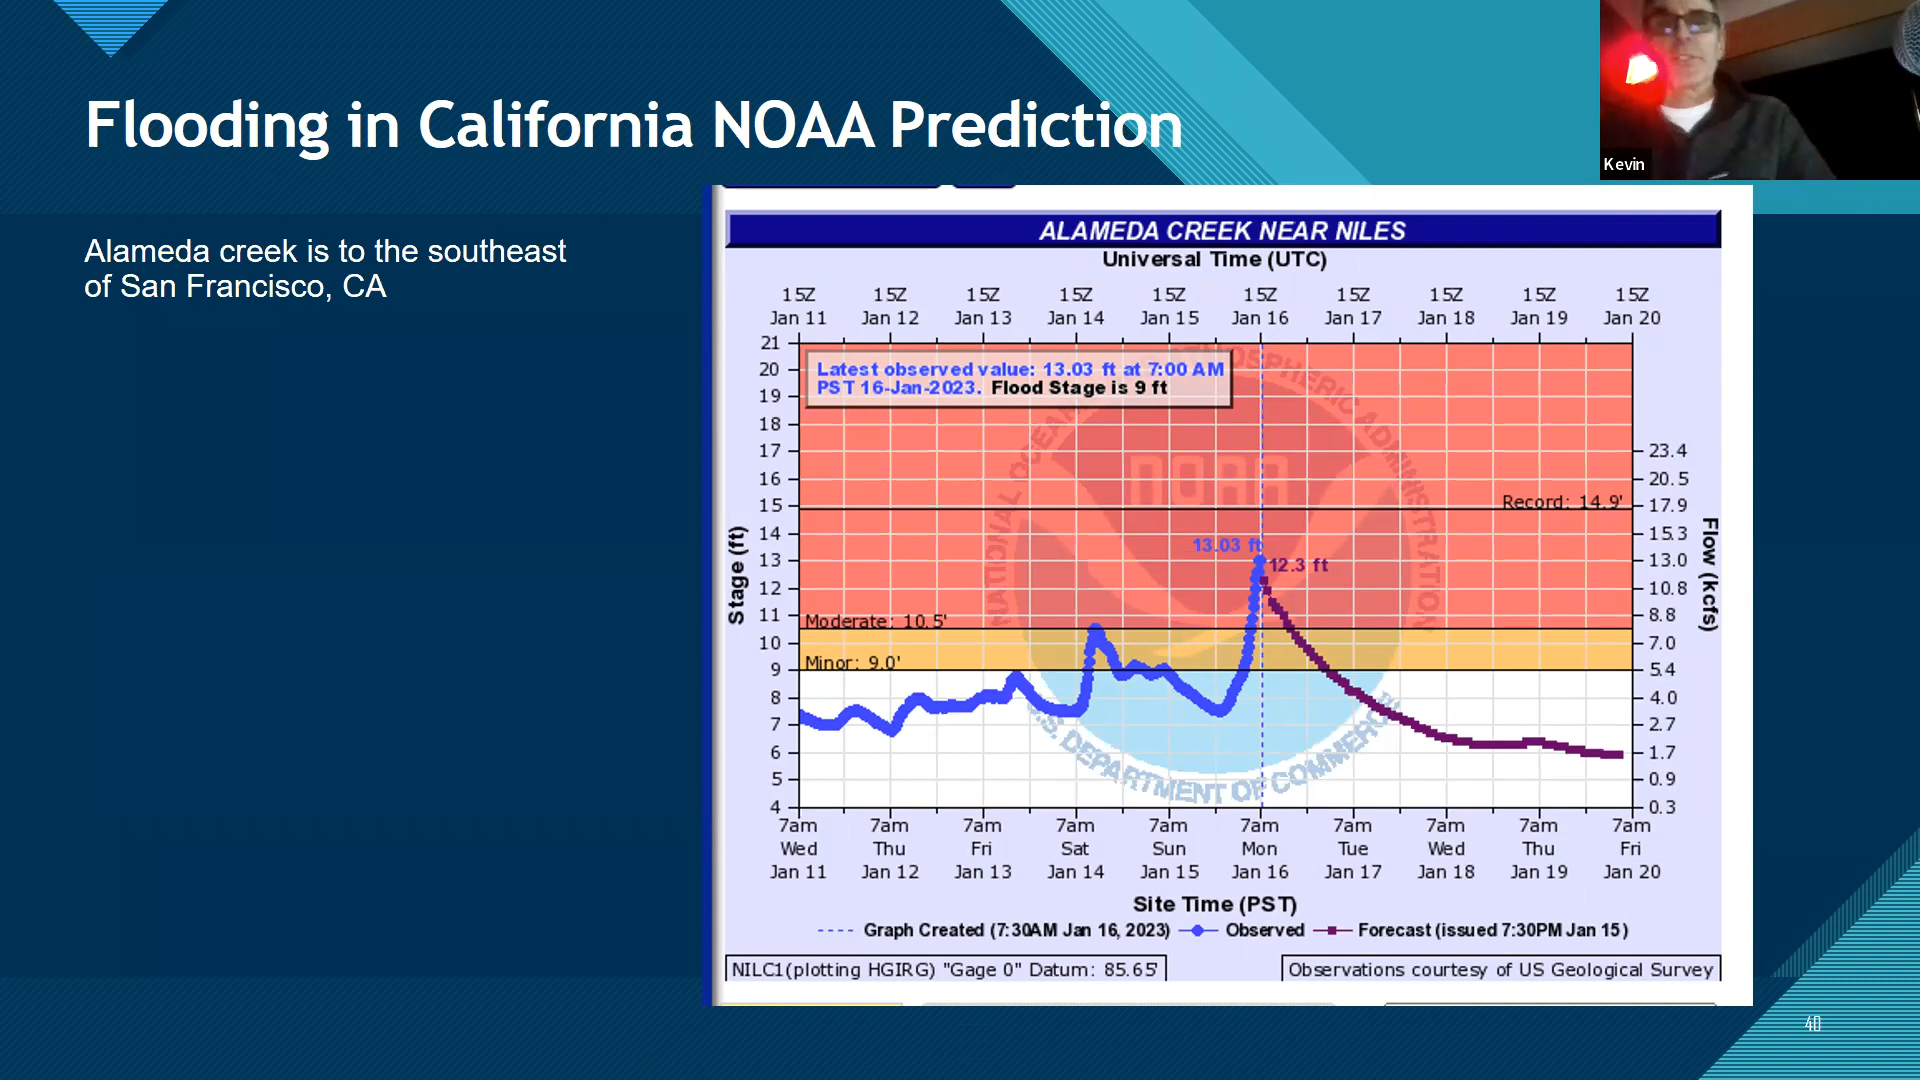 Flooding in California NOAA Prediction
Kevin
Alameda creek is to the southeast
of San Francisco, CA
ALAMEDA CREEK NEAR NILES
Universal Time (UTC)
15Z 15Z 15Z 15Z 15Z 15Z 15Z 15Z 15Z 15Z
Jan 11 Jan 12 Jan 13 Jan 14 Jan 15 Jan 16 Jan 17 Jan 18 Jan 19 Jan 20
Latest observed value: 13.03 ft at 7:00 AM
PST 16-Jan-2023. Flood Stage is 9 ft
21
20
19
18
17 23.4
16 20.5
Record: 14.9'
15 17.9
14 15.3
13.03 ft
13 13.0
12.3 ft
12 10.8
11 8.8
Moderate: 10.5'
10 7.0
Minor: 9.0'
9 5.4
8 4.0
7 2.7
6 1.7
5 0.9
4 0.3
Stage (ft)
Flow (kcfs)
NOAA
NATIONAL OCEANIC AND ATMOSPHERIC ADMINISTRATION
U.S. DEPARTMENT OF COMMERCE
7am 7am 7am 7am 7am 7am 7am 7am 7am 7am
Wed Thu Fri Sat Sun Mon Tue Wed Thu Fri
Jan 11 Jan 12 Jan 13 Jan 14 Jan 15 Jan 16 Jan 17 Jan 18 Jan 19 Jan 20
Site Time (PST)
Graph Created (7:30AM Jan 16, 2023) Observed Forecast (issued 7:30PM Jan 15)
NILC1(plotting HGIRG) "Gage 0" Datum: 85.65' Observations courtesy of US Geological Survey
40